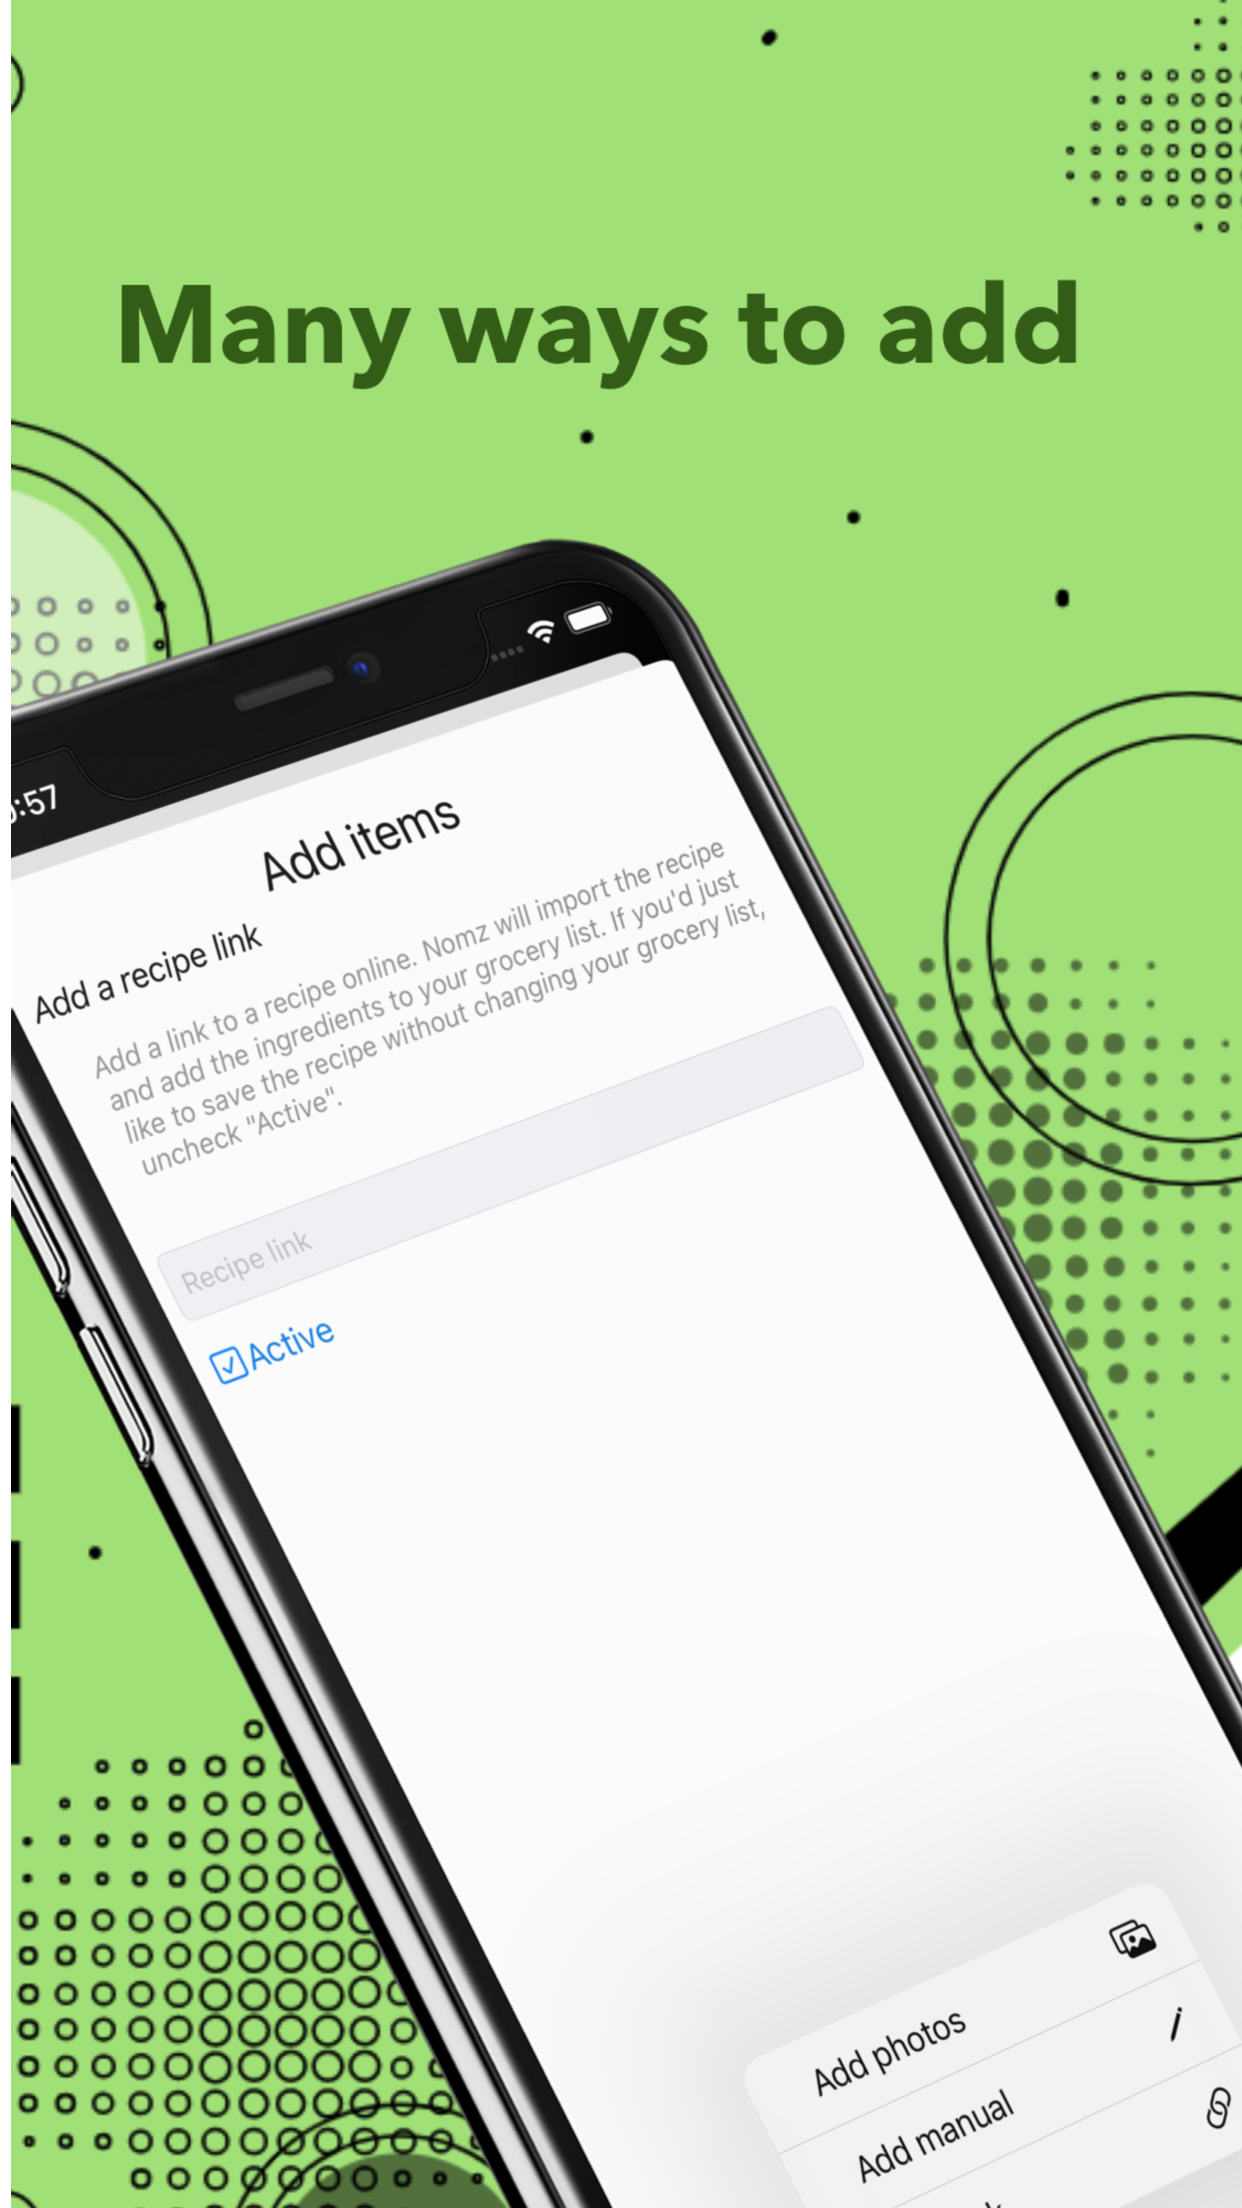 Many ways to add
:57
Add items
Add a recipe link
Add a link to a recipe online. Nomz will import the recipe
and add the ingredients to your grocery list. If you'd just
like to save the recipe without changing your grocery list,
uncheck "Active".
Recipe link
Active
Add photos
Add manual